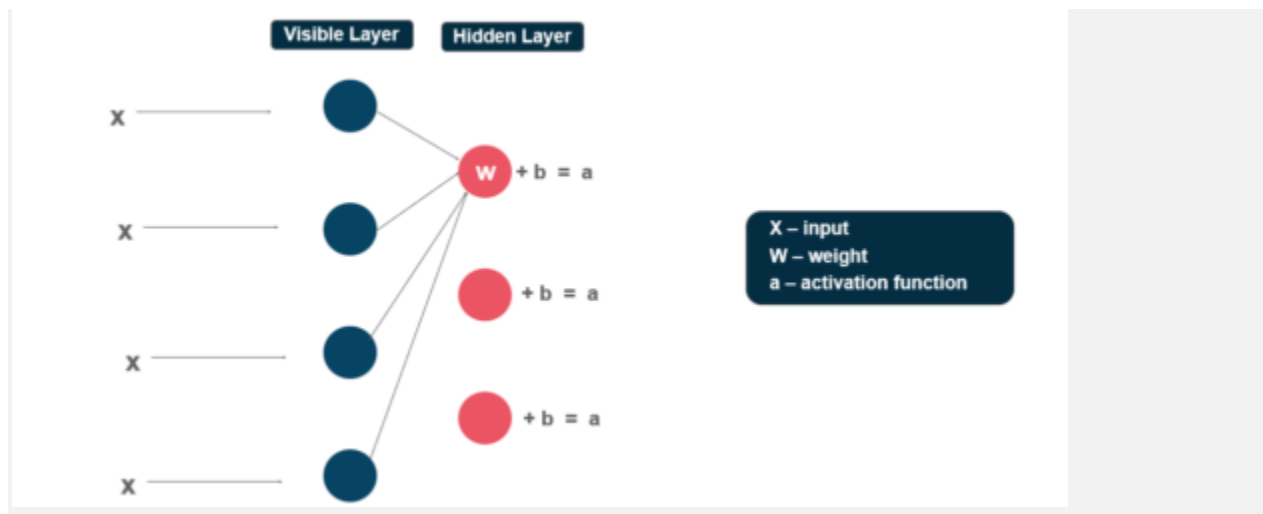 Visible Layer
Hidden Layer
X
W + b = a
X
+ b = a
X
+ b = a
X
X – input
W – weight
a – activation function